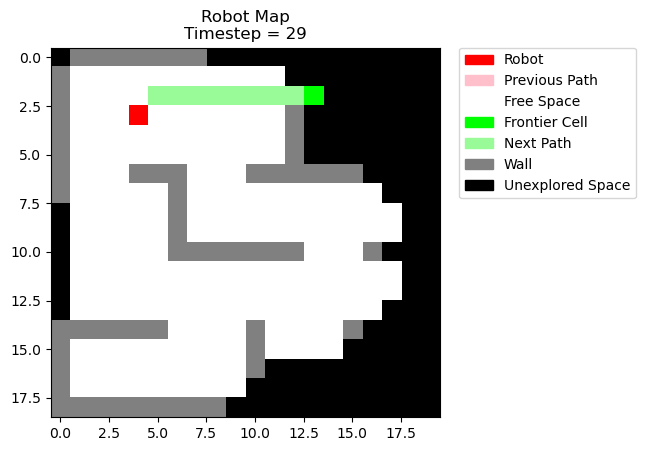 Robot Map
Timestep = 29
0.0
2.5
5.0
7.5
10.0
12.5
15.0
17.5
0.0
2.5
5.0
7.5
10.0
12.5
15.0
17.5
Robot
Previous Path
Free Space
Frontier Cell
Next Path
Wall
Unexplored Space